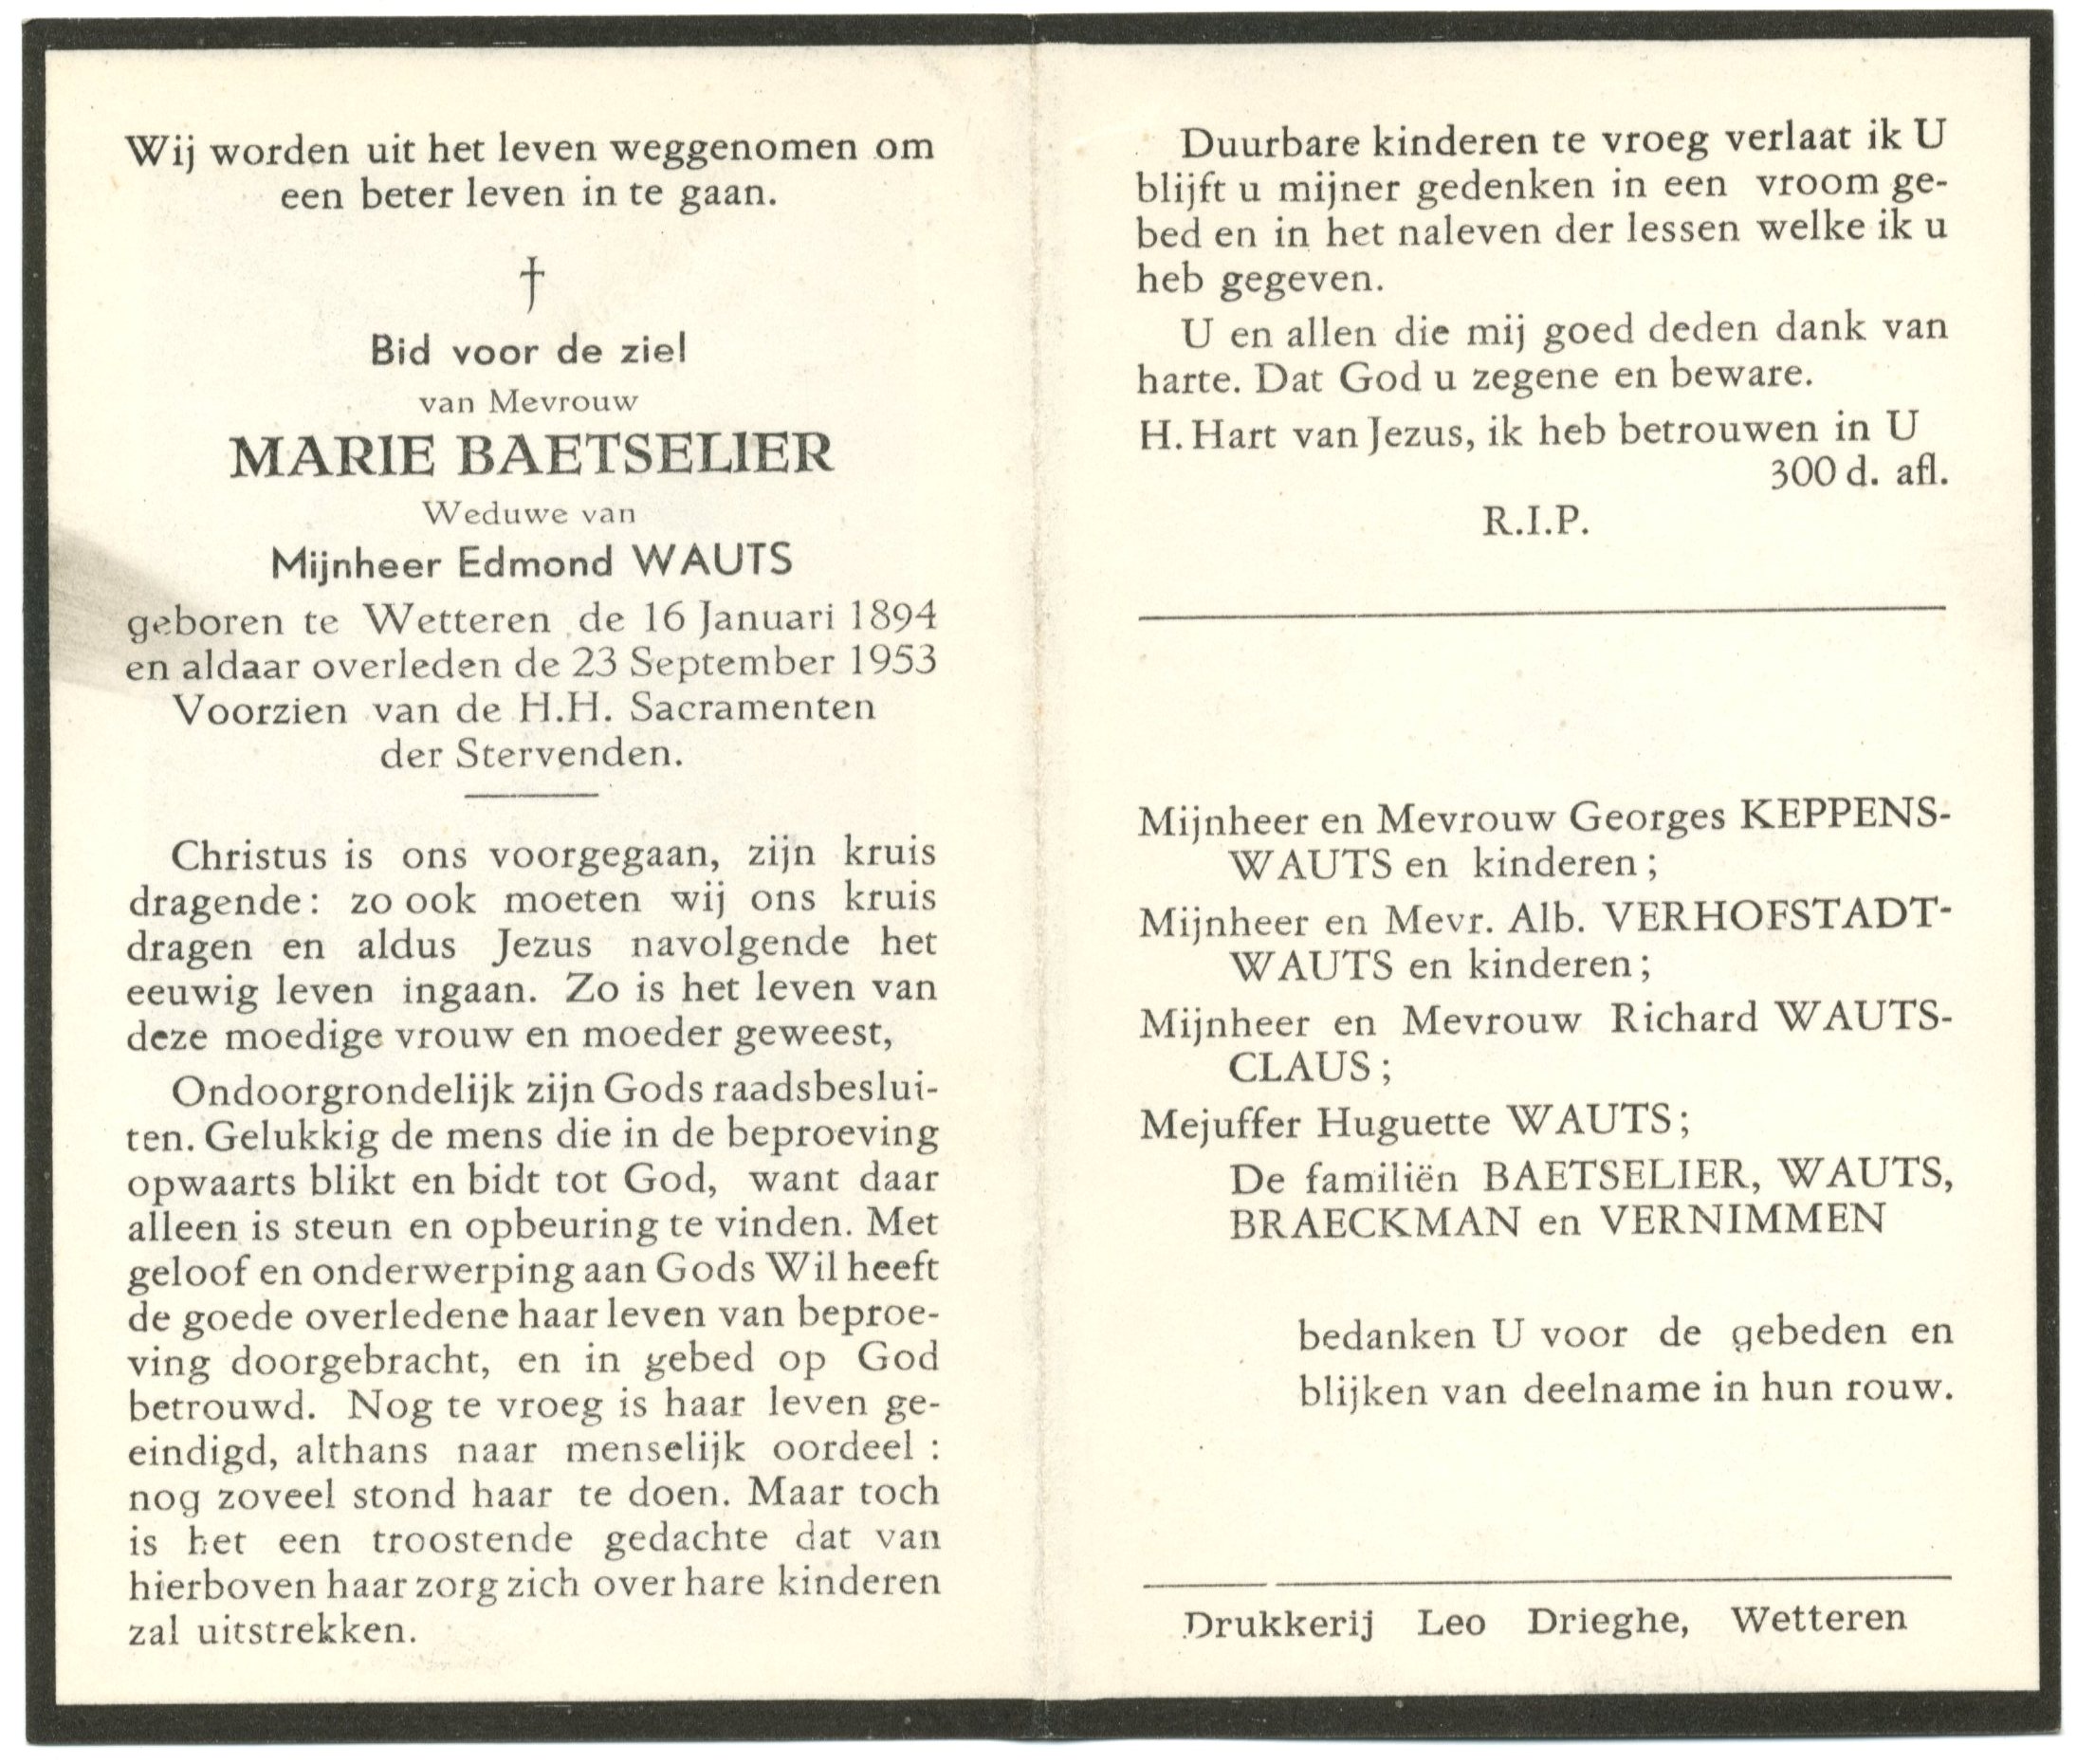 Wij worden uit het leven weggenomen om
een beter leven in te gaan.
†
Bid voor de ziel
van Mevrouw
MARIE BAETSELIER
Weduwe van
Mijnheer Edmond WAUTS
geboren te Wetteren de 16 Januari 1894
en aldaar overleden de 23 September 1953
Voorzien van de H.H. Sacramenten
der Stervenden.
Christus is ons voorgegaan, zijn kruis
dragende: zo ook moeten wij ons kruis
dragen en aldus Jezus navolgende het
eeuwig leven ingaan. Zo is het leven van
deze moedige vrouw en moeder geweest,
Ondoorgrondelijk zijn Gods raadsbeslui-
ten. Gelukkig de mens die in de beproeving
opwaarts blikt en bidt tot God, want daar
alleen is steun en opbeuring te vinden. Met
geloof en onderwerping aan Gods Wil heeft
de goede overledene haar leven van beproe-
ving doorgebracht, en in gebed op God
betrouwd. Nog te vroeg is haar leven ge-
eindigd, althans naar menselijk oordeel :
nog zoveel stond haar te doen. Maar toch
is het een troostende gedachte dat van
hierboven haar zorg zich over hare kinderen
zal uitstrekken.
Duurbare kinderen te vroeg verlaat ik U
blijft u mijner gedenken in een vroom ge-
bed en in het naleven der lessen welke ik u
heb gegeven.
U en allen die mij goed deden dank van
harte. Dat God u zegene en beware.
H. Hart van Jezus, ik heb betrouwen in U
300 d. afl.
R.I.P.
Mijnheer en Mevrouw Georges KEPPENS-
WAUTS en kinderen ;
Mijnheer en Mevr. Alb. VERHOFSTADT-
WAUTS en kinderen ;
Mijnheer en Mevrouw Richard WAUTS-
CLAUS ;
Mejuffer Huguette WAUTS ;
De familiën BAETSELIER, WAUTS,
BRAECKMAN en VERNIMMEN
bedanken U voor de gebeden en
blijken van deelname in hun rouw.
Drukkerij Leo Drieghe, Wetteren